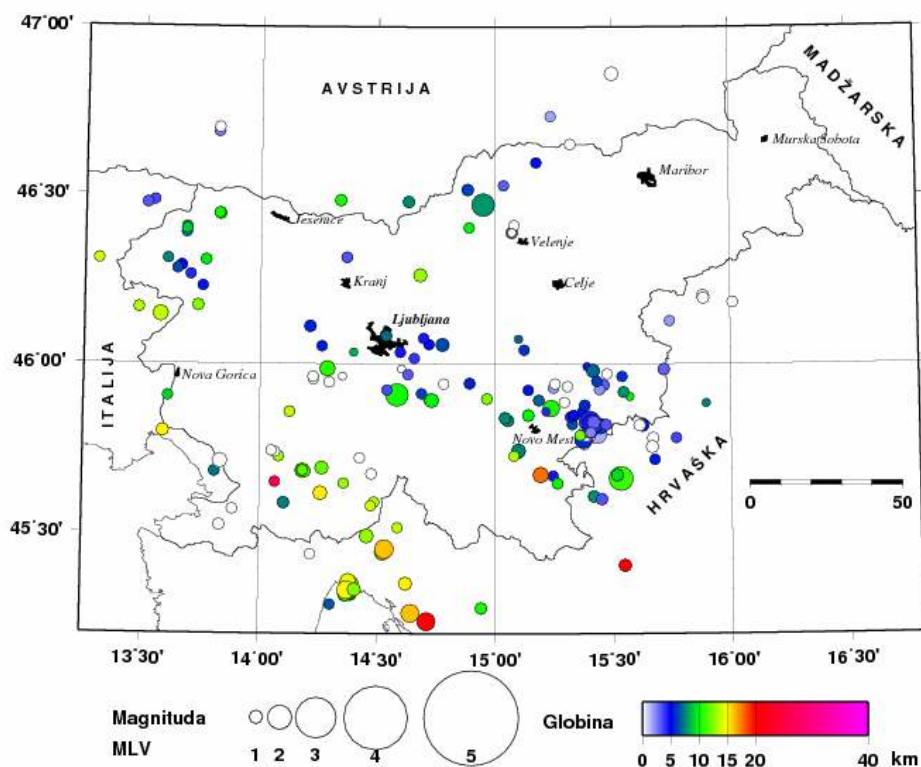 47°00'
AVSTRIJA
MADŽARSKA
Murska Sobota
Maribor
46°30'
Jesenice
Velenje
Kranj
Celje
Ljubljana
46°00'
Nova Gorica
ITALIJA
Novo Mesto
HRVAŠKA
0 50
45°30'
13°30' 14°00' 14°30' 15°00' 15°30' 16°00' 16°30'
Magnituda
MLV
1 2 3 4 5
Globina
0 5 10 15 20 40 km